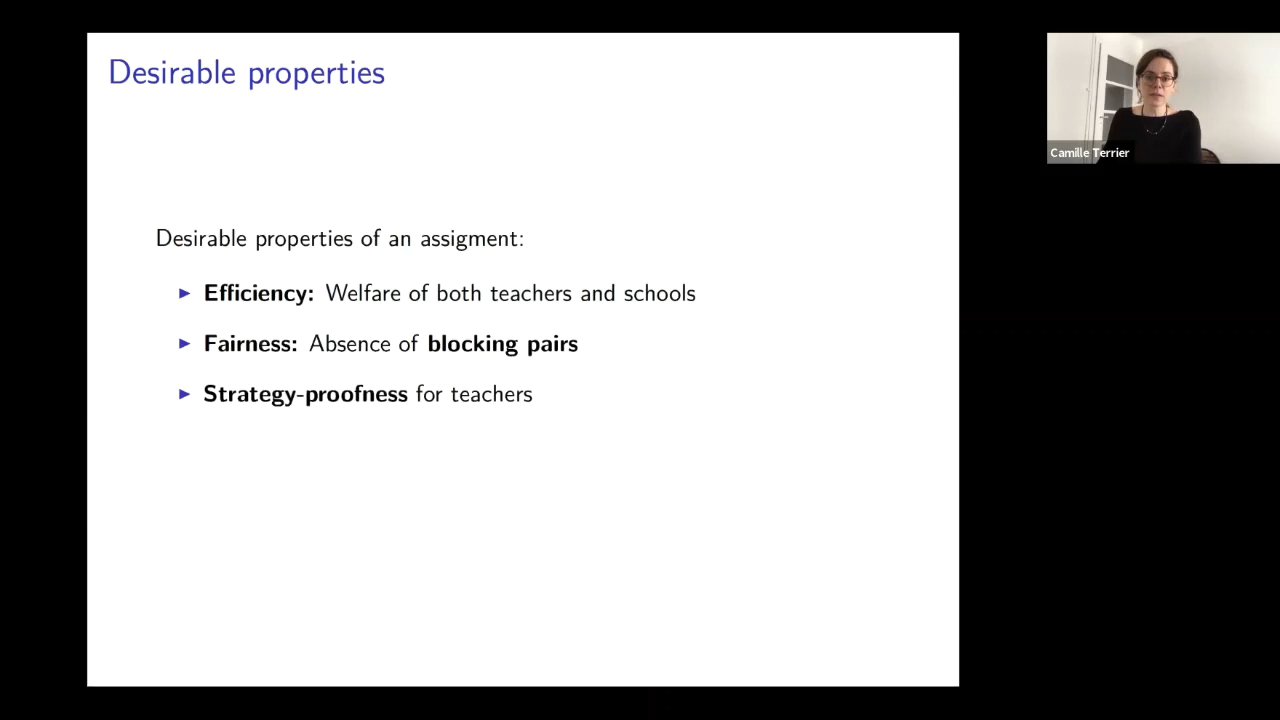 Desirable properties
Camille Terrier
Desirable properties of an assigment:
► Efficiency: Welfare of both teachers and schools
► Fairness: Absence of blocking pairs
► Strategy-proofness for teachers